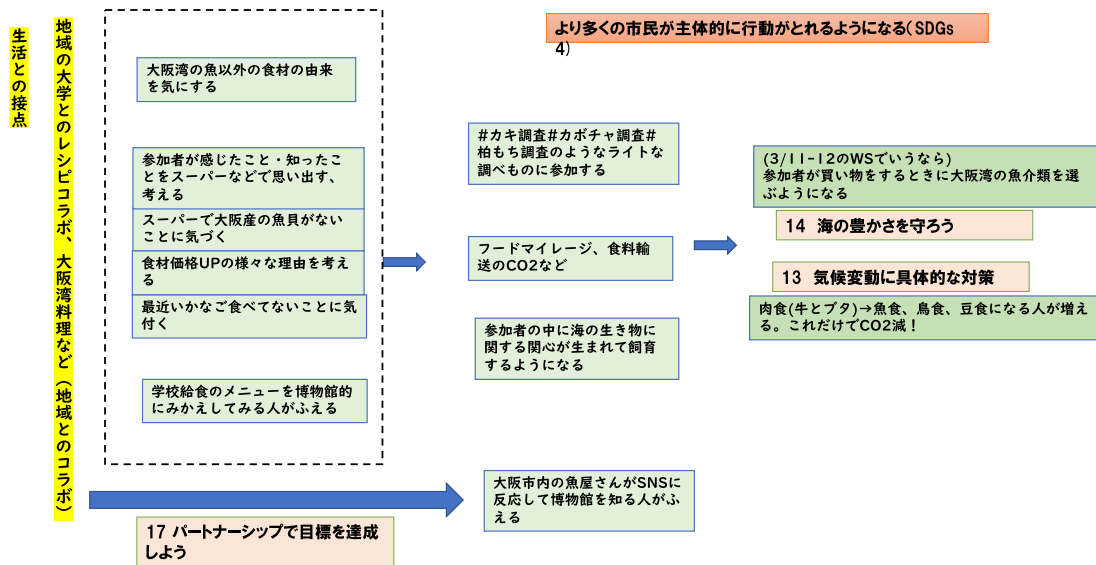 生活との接点
地域の大学とのレシピコラボ、大阪湾料理など（地域とのコラボ）
より多くの市民が主体的に行動がとれるようになる(SDGs
4)
大阪湾の魚以外の食材の由来
を気にする
参加者が感じたこと・知ったこ
とをスーパーなどで思い出す、
考える
スーパーで大阪産の魚貝がない
ことに気づく
食材価格UPの様々な理由を考え
る
最近いかなご食べてないことに気
付く
学校給食のメニューを博物館的
にみかえしてみる人がふえる
#カキ調査#カボチャ調査#
柏もち調査のようなライトな
調べものに参加する
フードマイレージ、食料輸
送のCO2など
参加者の中に海の生き物に
関する関心が生まれて飼育
するようになる
(3/11-12のWSでいうなら)
参加者が買い物をするときに大阪湾の魚介類を選
ぶようになる
14 海の豊かさを守ろう
13 気候変動に具体的な対策
肉食(牛とブタ)→魚食、鳥食、豆食になる人が増え
る。これだけでCO2減！
大阪市内の魚屋さんがSNSに
反応して博物館を知る人がふ
える
17 パートナーシップで目標を達成
しよう